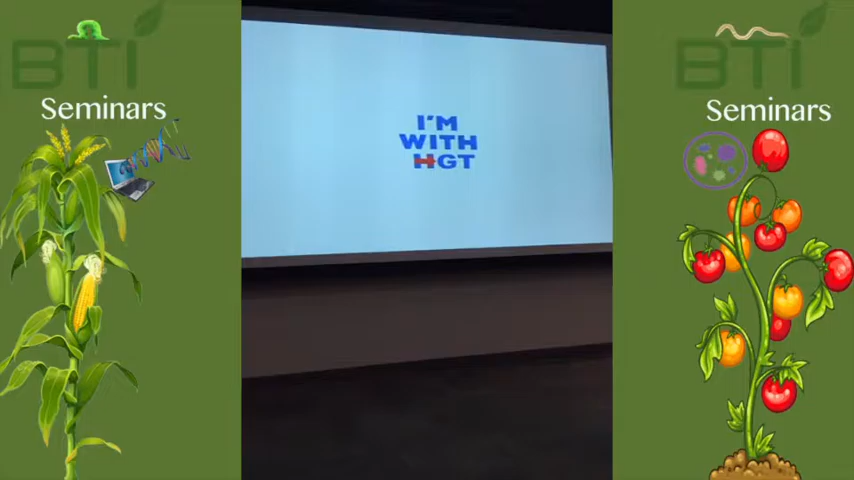 BTI
Seminars
I'M
WITH
HGT
BTI
Seminars